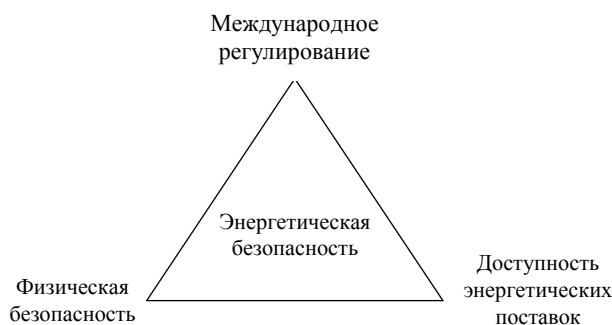 Международное
регулирование
Энергетическая
безопасность
Физическая
безопасность
Доступность
энергетических
поставок